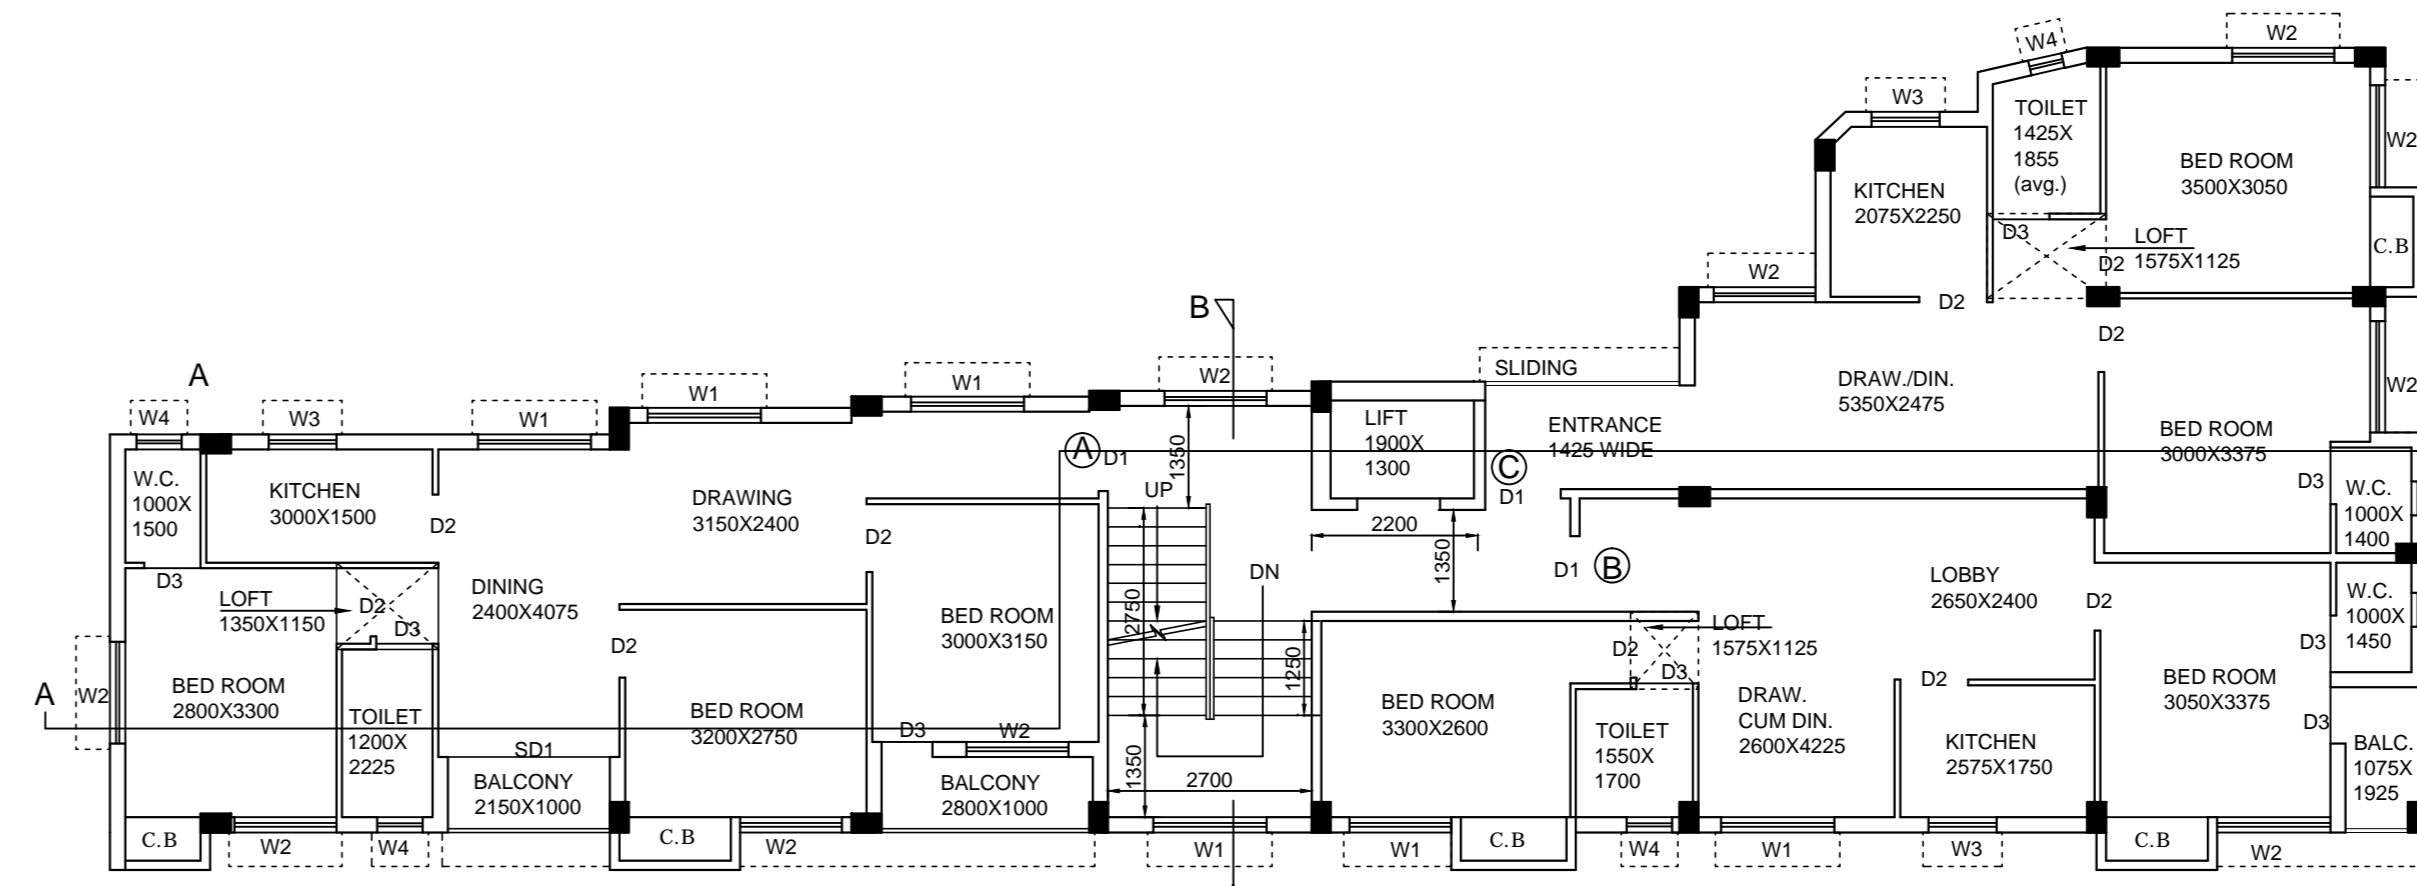 W4
W2
W3
TOILET
1425X
1855
(avg.)
BED ROOM
3500X3050
W2
KITCHEN
2075X2250
D3
LOFT
1575X1125
D2
C.B
W2
D2
D2
B
A
SLIDING
W2
W1
W1
W2
DRAW./DIN.
5350X2475
W4
W3
W1
LIFT
1900X
1300
ENTRANCE
1425 WIDE
BED ROOM
3000X3375
A
D1
1350
C
D1
D3
W.C.
1000X
1400
W.C.
1000X
1500
KITCHEN
3000X1500
D2
DRAWING
3150X2400
D2
UP
2200
1350
D1
B
DN
D3
LOFT
1350X1150
D2
D3
DINING
2400X4075
D2
BED ROOM
3000X3150
2750
1250
LOBBY
2650X2400
D2
W.C.
1000X
1450
D3
D2
LOFT
1575X1125
D3
A
W2
BED ROOM
2800X3300
TOILET
1200X
2225
SD1
BALCONY
2150X1000
BED ROOM
3200X2750
D3
W2
BALCONY
2800X1000
1350
2700
BED ROOM
3300X2600
TOILET
1550X
1700
DRAW.
CUM DIN.
2600X4225
D2
KITCHEN
2575X1750
BED ROOM
3050X3375
D3
BALC.
1075X
1925
C.B
W2
W4
C.B
W2
W1
W1
C.B
W4
W1
W3
C.B
W2